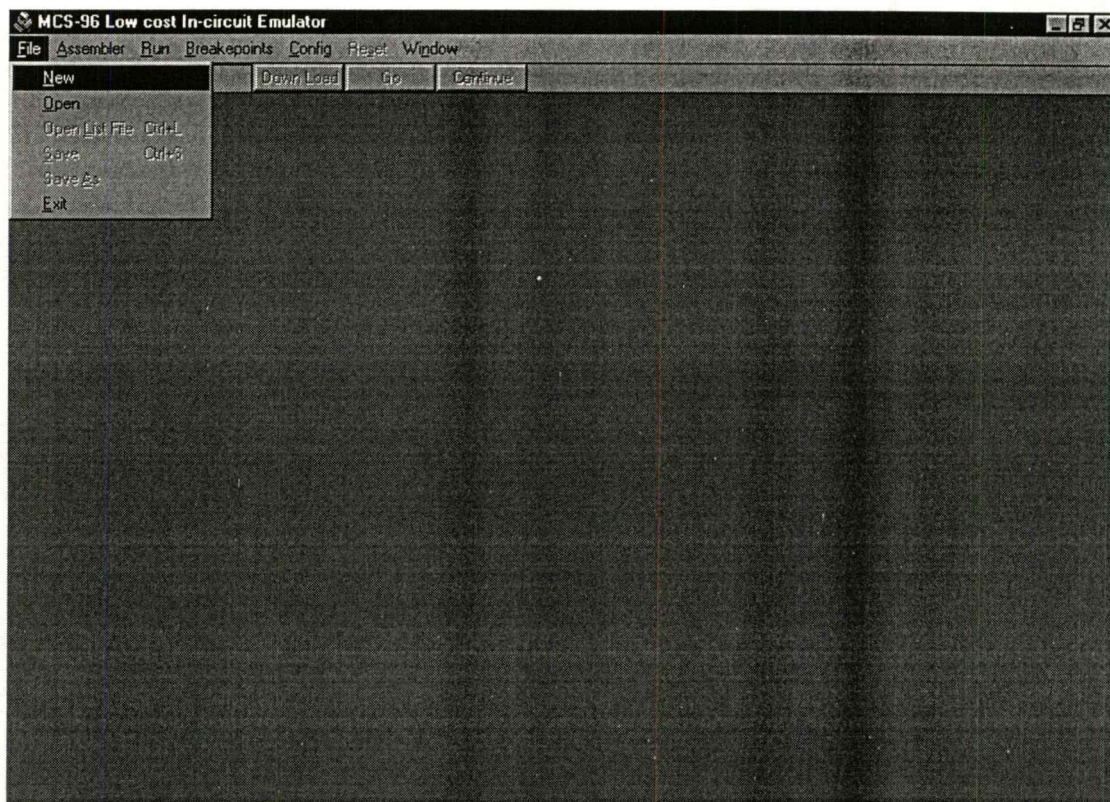 MCS-96 Low cost In-circuit Emulator
File Assembler Run Breakepoints Config Reset Window
Down Load Go Continue
New
Open
Open List File Ctrl+L
Save Ctrl+S
Save As
Exit